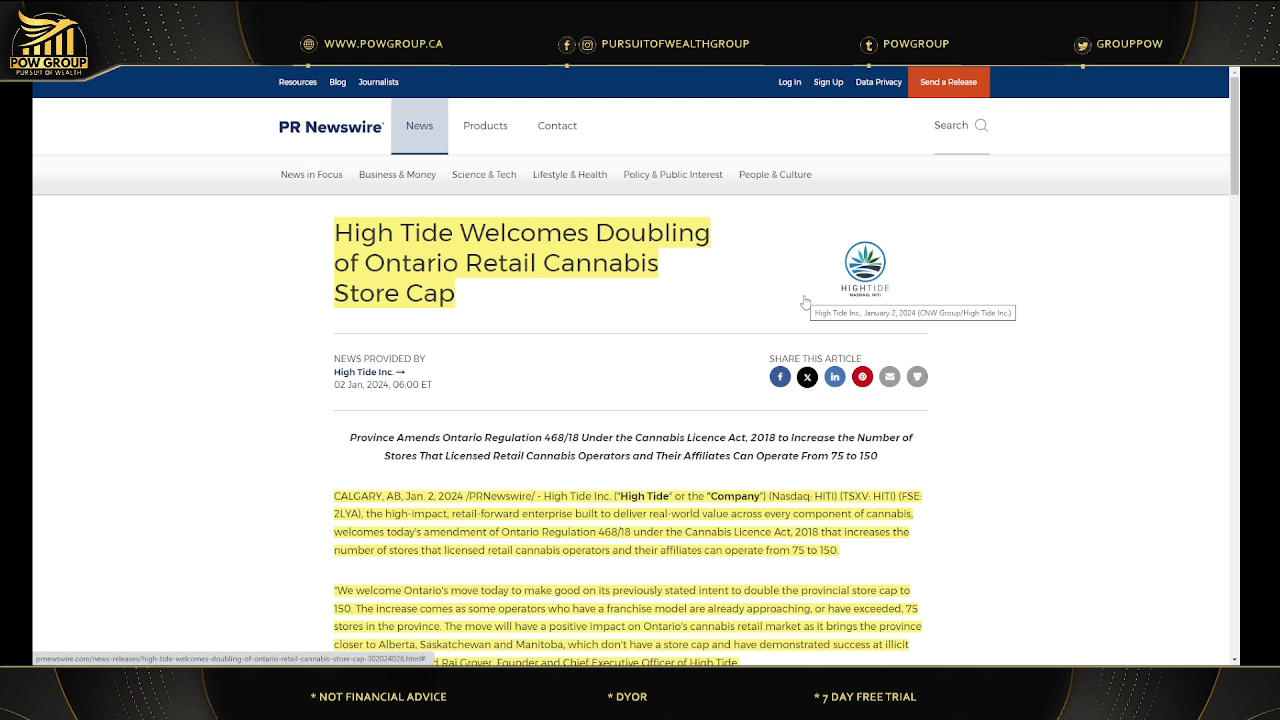 POW GROUP
PURSUIT OF WEALTH
WWW.POWGROUP.CA
PURSUITOFWEALTHGROUP
POWGROUP
GROUPPOW
Resources Blog Journalists
Log In Sign Up Data Privacy Send a Release
PR Newswire
News Products Contact
Search
News in Focus Business & Money Science & Tech Lifestyle & Health Policy & Public Interest People & Culture
High Tide Welcomes Doubling
of Ontario Retail Cannabis
Store Cap
HIGHTIDE
NASDAQ: HITI
High Tide Inc., January 2, 2024 (CNW Group/High Tide Inc.)
NEWS PROVIDED BY
High Tide Inc. →
02 Jan, 2024, 06:00 ET
SHARE THIS ARTICLE
Province Amends Ontario Regulation 468/18 Under the Cannabis Licence Act, 2018 to Increase the Number of
Stores That Licensed Retail Cannabis Operators and Their Affiliates Can Operate From 75 to 150
CALGARY, AB, Jan. 2, 2024 /PRNewswire/ - High Tide Inc. ("High Tide" or the "Company") (Nasdaq: HITI) (TSXV: HITI) (FSE:
2LYA), the high-impact, retail-forward enterprise built to deliver real-world value across every component of cannabis,
welcomes today's amendment of Ontario Regulation 468/18 under the Cannabis Licence Act, 2018 that increases the
number of stores that licensed retail cannabis operators and their affiliates can operate from 75 to 150.
"We welcome Ontario's move today to make good on its previously stated intent to double the provincial store cap to
150. The increase comes as some operators who have a franchise model are already approaching, or have exceeded, 75
stores in the province. The move will have a positive impact on Ontario's cannabis retail market as it brings the province
closer to Alberta, Saskatchewan and Manitoba, which don't have a store cap and have demonstrated success at illicit
Raj Grover, Founder and Chief Executive Officer of High Tide.
prnewswire.com/news-releases/high-tide-welcomes-doubling-of-ontario-retail-cannabis-store-cap-302024026.html#
* NOT FINANCIAL ADVICE
* DYOR
* 7 DAY FREE TRIAL